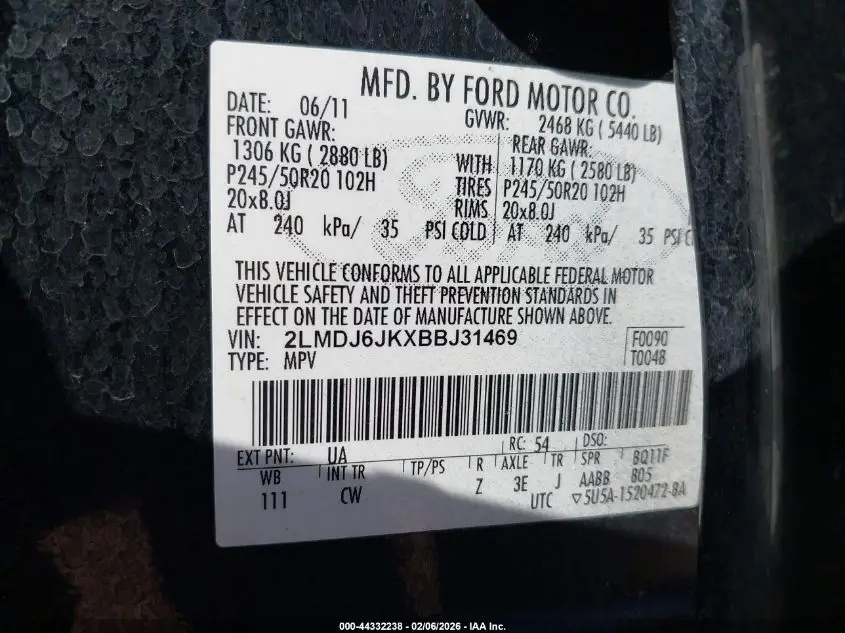 MFD. BY FORD MOTOR CO.
DATE: 06/11 GVWR: 2468 KG ( 5440 LB)
FRONT GAWR: REAR GAWR:
1306 KG ( 2880 LB) WITH 1170 KG ( 2580 LB)
P245/50R20 102H TIRES P245/50R20 102H
20x8.0J RIMS 20x8.0J
AT 240 kPa/ 35 PSI COLD AT 240 kPa/ 35 PSI C
THIS VEHICLE CONFORMS TO ALL APPLICABLE FEDERAL MOTOR
VEHICLE SAFETY AND THEFT PREVENTION STANDARDS IN
EFFECT ON THE DATE OF MANUFACTURE SHOWN ABOVE.
VIN: 2LMDJ6JKXBBJ31469 F0090
TYPE: MPV T0048
EXT PNT: UA RC: 54 DSO:
WB INT TR TP/PS R AXLE TR SPR BQ11F
111 CW Z 3E J AABB 805
UTC ▽5U5A-1520472-BA
000-44332238 - 02/06/2026 - IAA Inc.